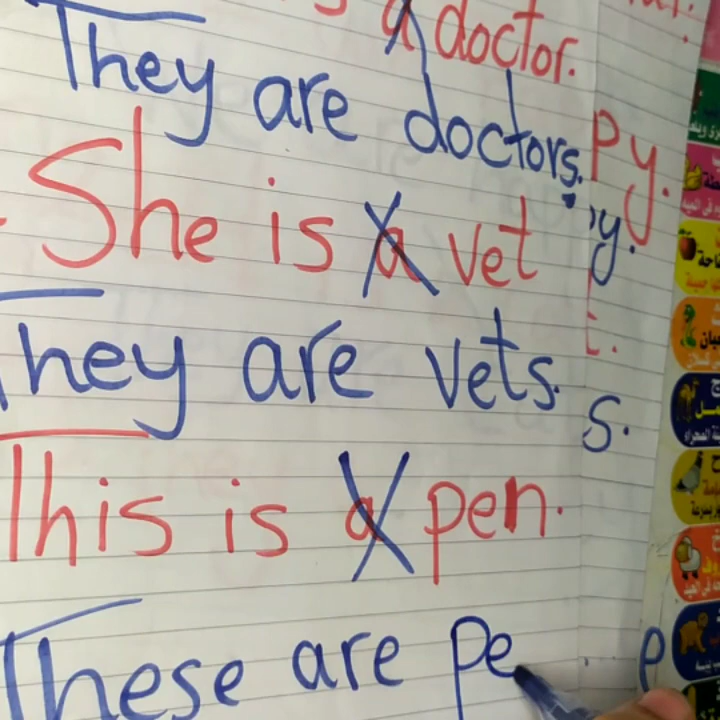 a doctor.
They are doctors.
She is a vet
They are vets.
This is a pen.
These are pe